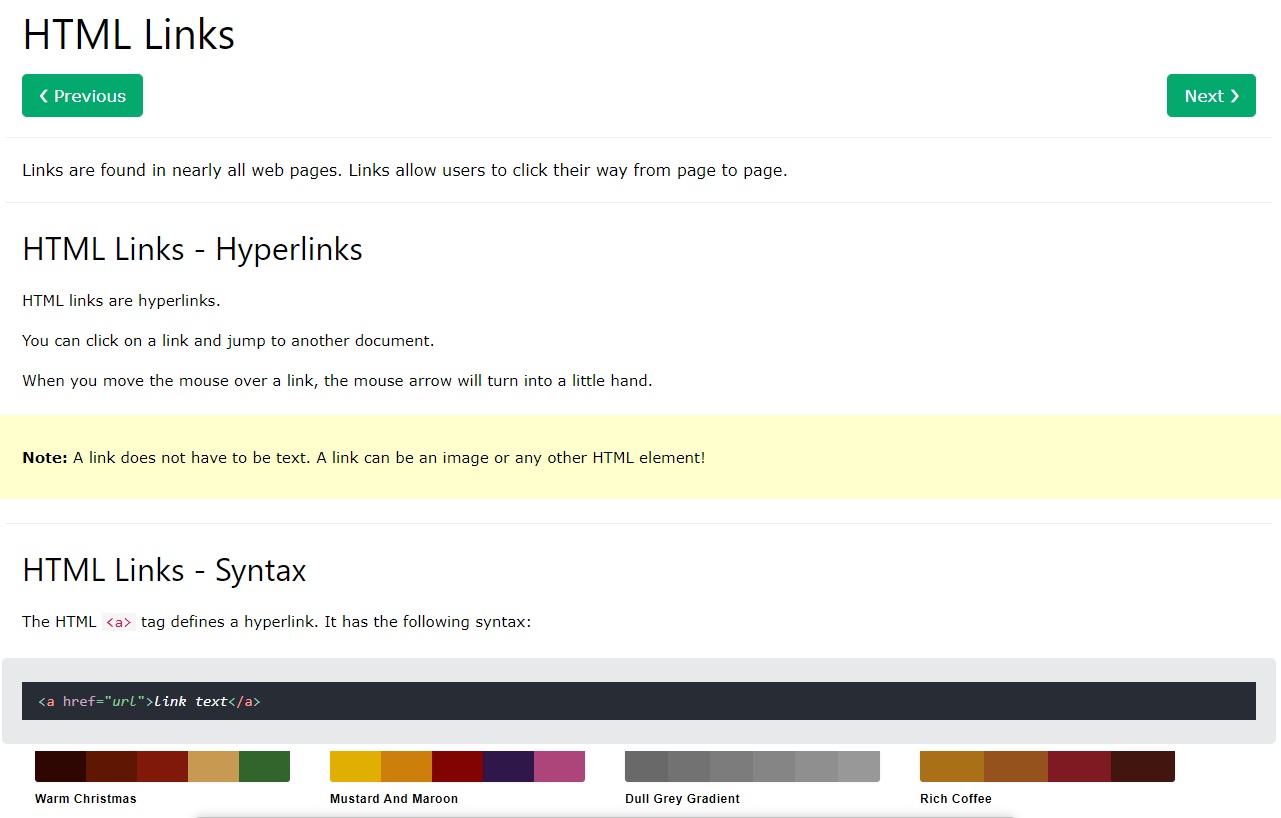 HTML Links
❮ Previous
Next ❯
Links are found in nearly all web pages. Links allow users to click their way from page to page.
HTML Links - Hyperlinks
HTML links are hyperlinks.
You can click on a link and jump to another document.
When you move the mouse over a link, the mouse arrow will turn into a little hand.
Note: A link does not have to be text. A link can be an image or any other HTML element!
HTML Links - Syntax
The HTML <a> tag defines a hyperlink. It has the following syntax:
<a href="url">link text</a>
Warm Christmas
Mustard And Maroon
Dull Grey Gradient
Rich Coffee